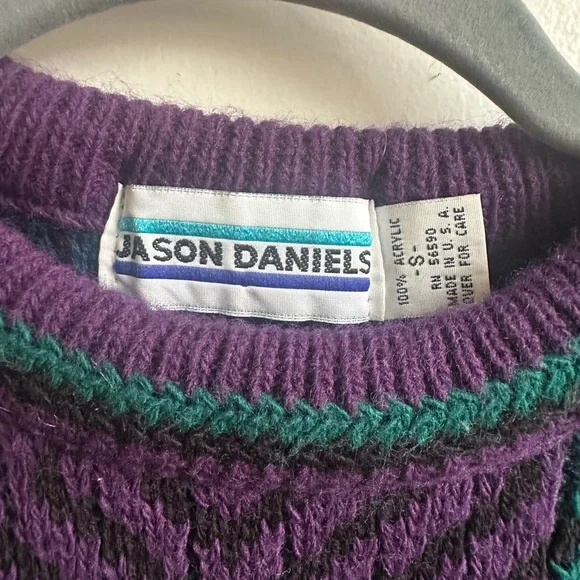 JASON DANIELS
100% ACRYLIC
-S-
RN 56590
MADE IN U.S.A.
OVER FOR CARE